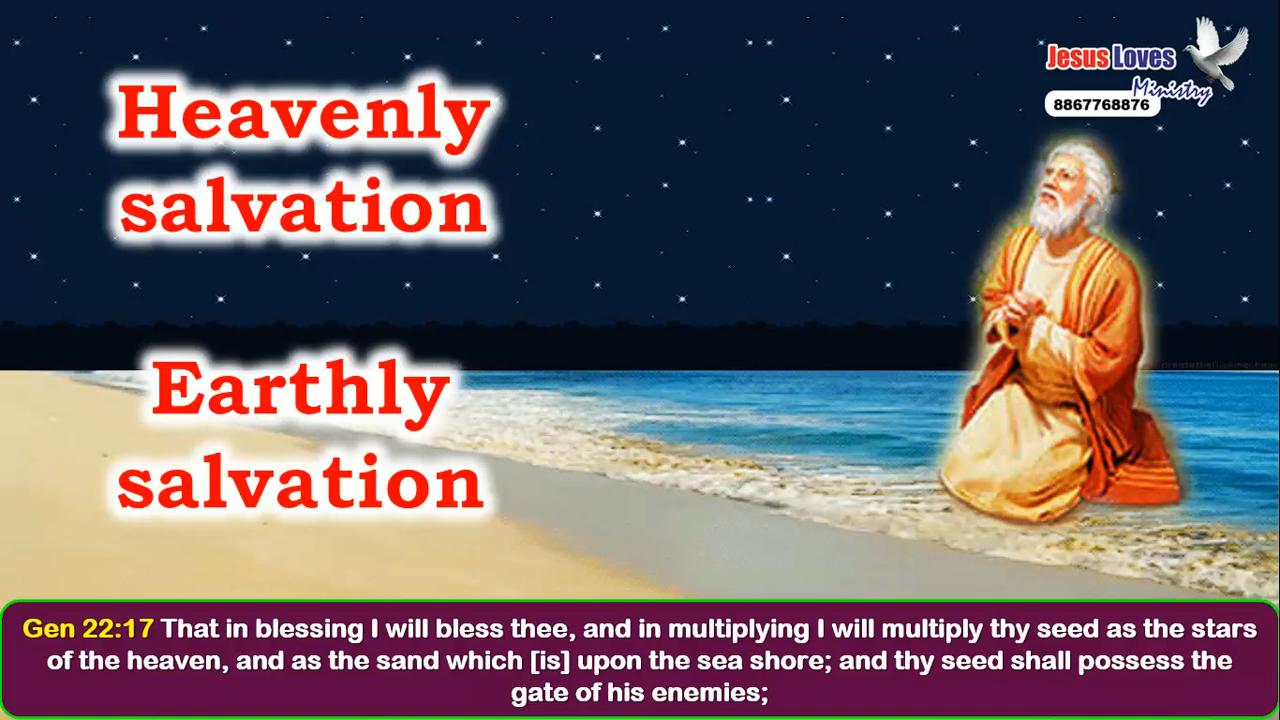 Jesus Loves
Ministry
8867768876
Heavenly
salvation
Earthly
salvation
Gen 22:17 That in blessing I will bless thee, and in multiplying I will multiply thy seed as the stars
of the heaven, and as the sand which [is] upon the sea shore; and thy seed shall possess the
gate of his enemies;